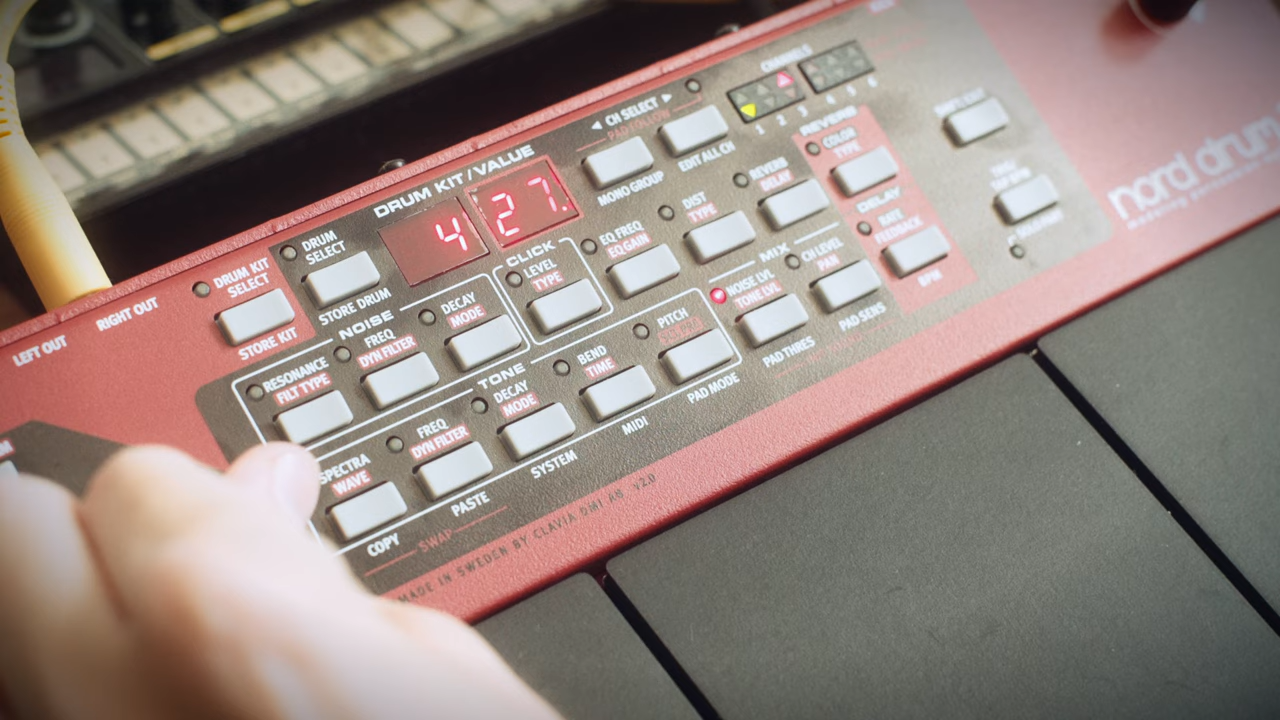 LEFT OUT
RIGHT OUT
DRUM KIT SELECT
STORE KIT
DRUM SELECT
STORE DRUM
DRUM KIT / VALUE
4 27.
◄ CH SELECT ►
MONO GROUP
EDIT ALL CH
CHANNELS
1 2 3 4 5 6
NOISE
RESONANCE
FILT TYPE
FREQ
DYN FILTER
DECAY
MODE
CLICK
LEVEL
TYPE
EQ FREQ
EQ GAIN
DIST
TYPE
REVERB
DELAY
REVERB
COLOR
TYPE
DELAY
BAT
FEEDBACK
BPM
TONE
SPECTRA
WAVE
COPY
SWAP
FREQ
DYN FILTER
PASTE
DECAY
MODE
SYSTEM
BEND
TIME
MIDI
PITCH
PAD MODE
MIX
NOISE LVL
TONE LVL
PAD THRES
CH LEVEL
PAN
PAD SENS
MADE IN SWEDEN BY CLAVIA DMI AB v2.0
nord drum